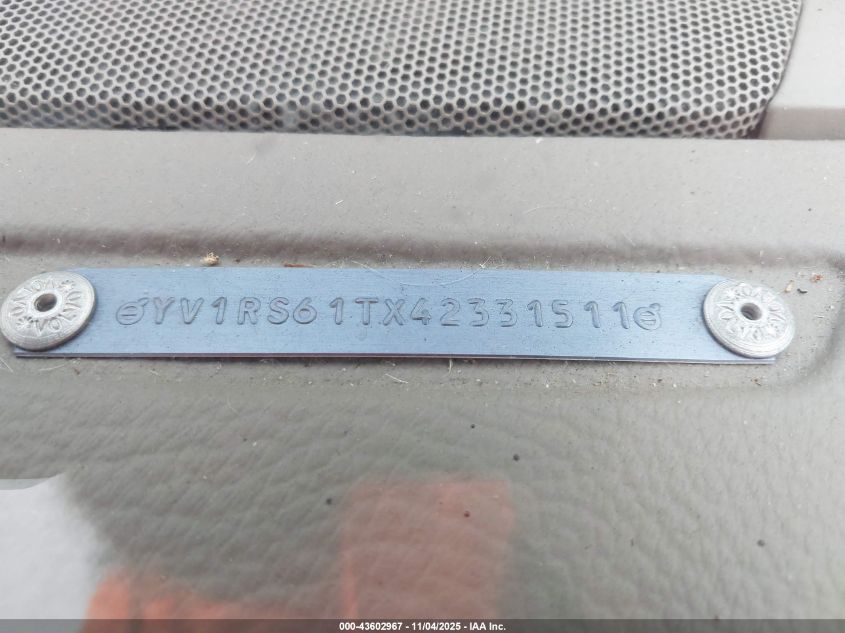 YV1RS61TX42331511
000-43602967 - 11/04/2025 - IAA Inc.